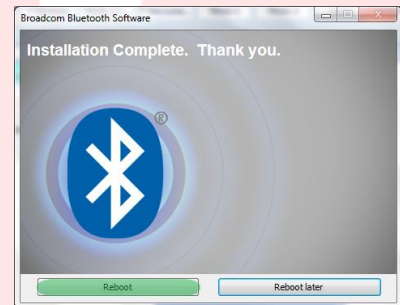 Broadcom Bluetooth Software
Installation Complete. Thank you.
®
Reboot
Reboot later